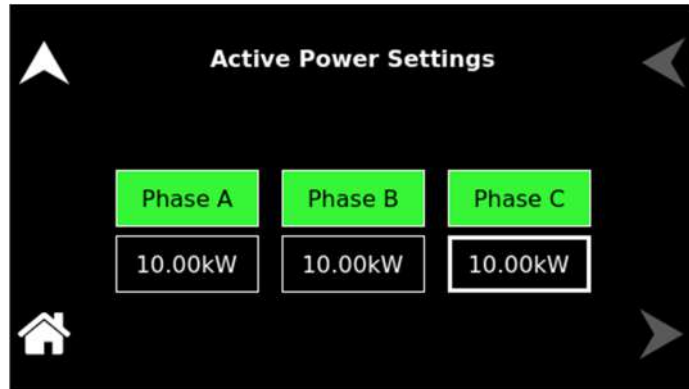 Active Power Settings
Phase A Phase B Phase C
10.00kW 10.00kW 10.00kW